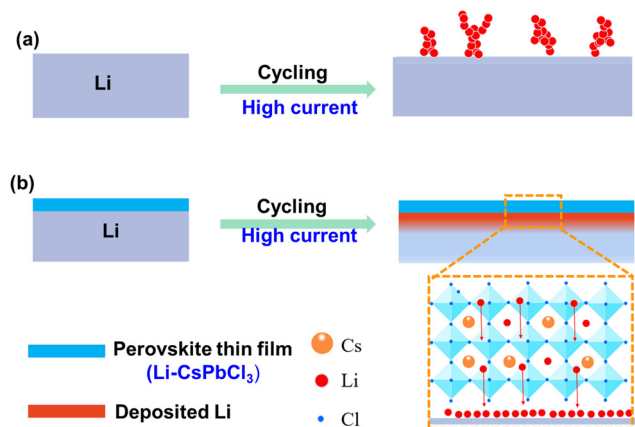 (a)
Li
Cycling
High current
(b)
Li
Cycling
High current
Perovskite thin film
(Li-CsPbCl₃)
Deposited Li
Cs
Li
Cl